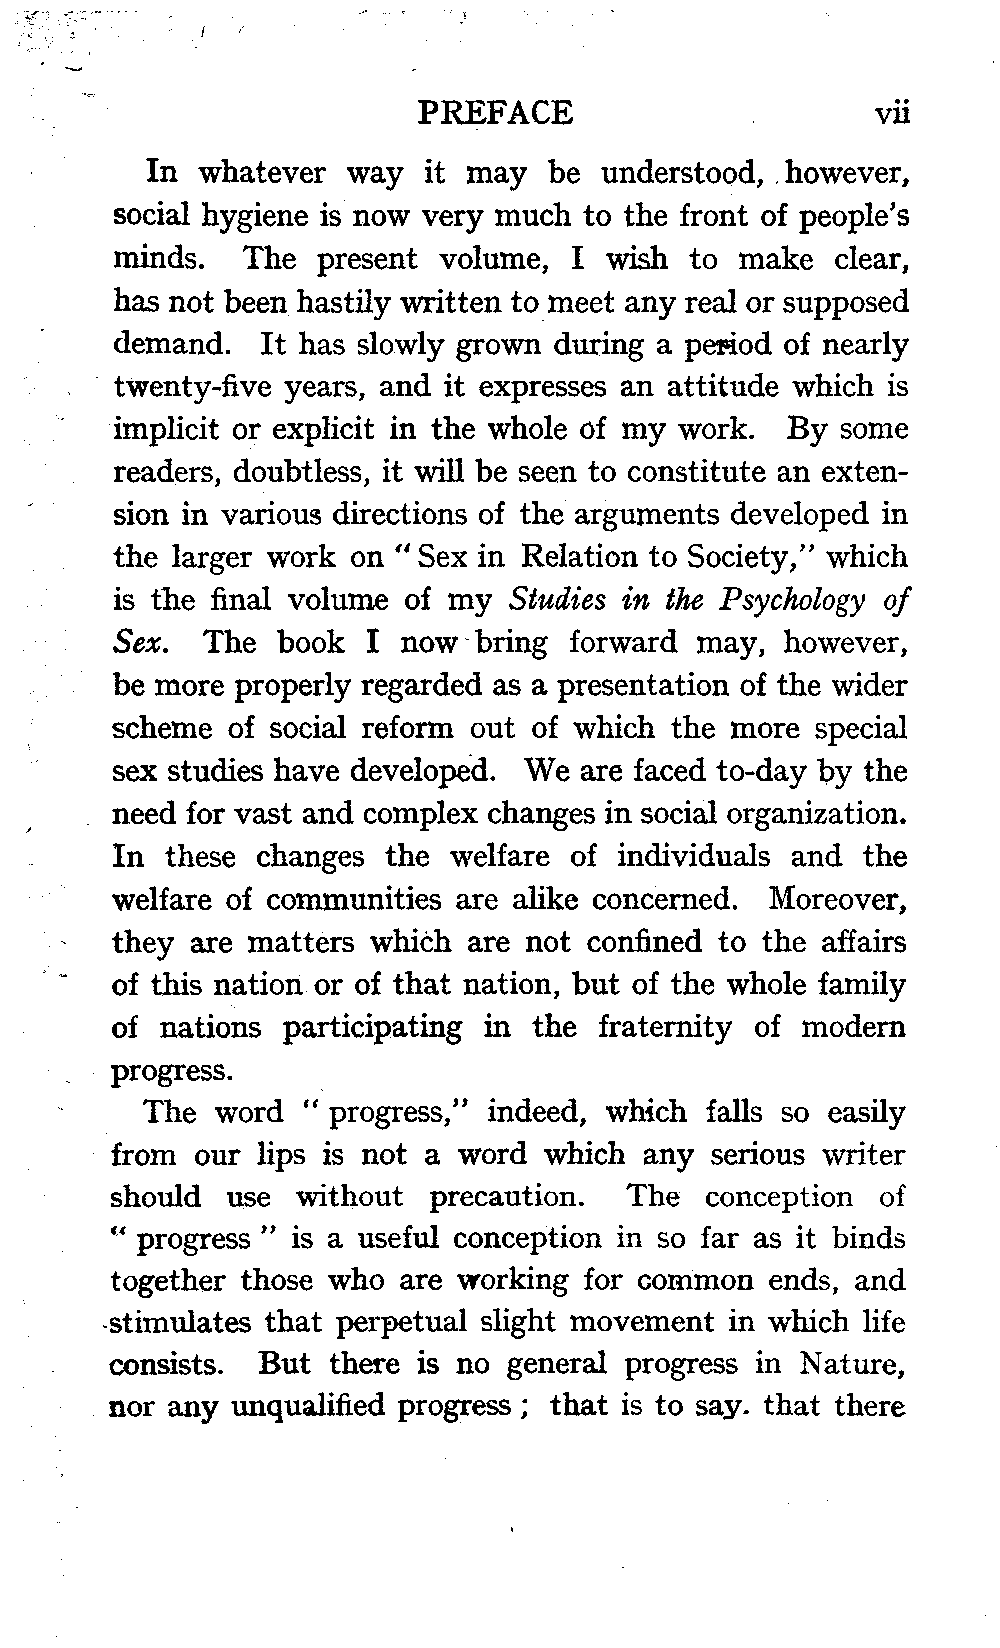 PREFACE vii
In whatever way it may be understood, however,
social hygiene is now very much to the front of people's
minds. The present volume, I wish to make clear,
has not been hastily written to meet any real or supposed
demand. It has slowly grown during a period of nearly
twenty-five years, and it expresses an attitude which is
implicit or explicit in the whole of my work. By some
readers, doubtless, it will be seen to constitute an exten-
sion in various directions of the arguments developed in
the larger work on "Sex in Relation to Society," which
is the final volume of my Studies in the Psychology of
Sex. The book I now bring forward may, however,
be more properly regarded as a presentation of the wider
scheme of social reform out of which the more special
sex studies have developed. We are faced to-day by the
need for vast and complex changes in social organization.
In these changes the welfare of individuals and the
welfare of communities are alike concerned. Moreover,
they are matters which are not confined to the affairs
of this nation or of that nation, but of the whole family
of nations participating in the fraternity of modern
progress.
The word "progress," indeed, which falls so easily
from our lips is not a word which any serious writer
should use without precaution. The conception of
"progress" is a useful conception in so far as it binds
together those who are working for common ends, and
stimulates that perpetual slight movement in which life
consists. But there is no general progress in Nature,
nor any unqualified progress; that is to say. that there